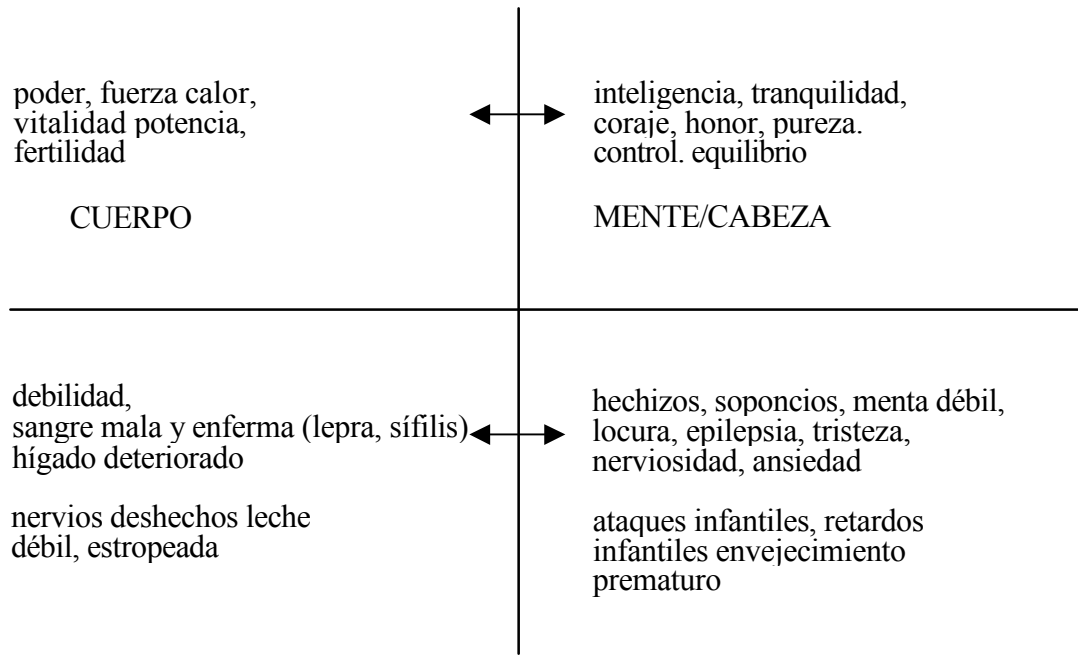 poder, fuerza calor,
vitalidad potencia,
fertilidad
CUERPO
inteligencia, tranquilidad,
coraje, honor, pureza.
control. equilibrio
MENTE/CABEZA
debilidad,
sangre mala y enferma (lepra, sífilis)
hígado deteriorado
nervios deshechos leche
débil, estropeada
hechizos, soponcios, menta débil,
locura, epilepsia, tristeza,
nerviosidad, ansiedad
ataques infantiles, retardos
infantiles envejecimiento
prematuro